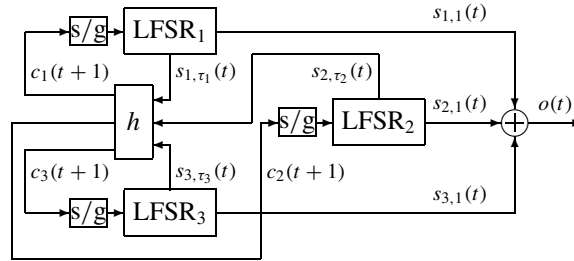 s/g LFSR₁ s₁,₁(t)
c₁(t+1) s₁,τ₁(t) s₂,τ₂(t)
h s/g LFSR₂ s₂,₁(t) o(t)
c₃(t+1) s₃,τ₃(t) c₂(t+1)
s/g LFSR₃ s₃,₁(t)